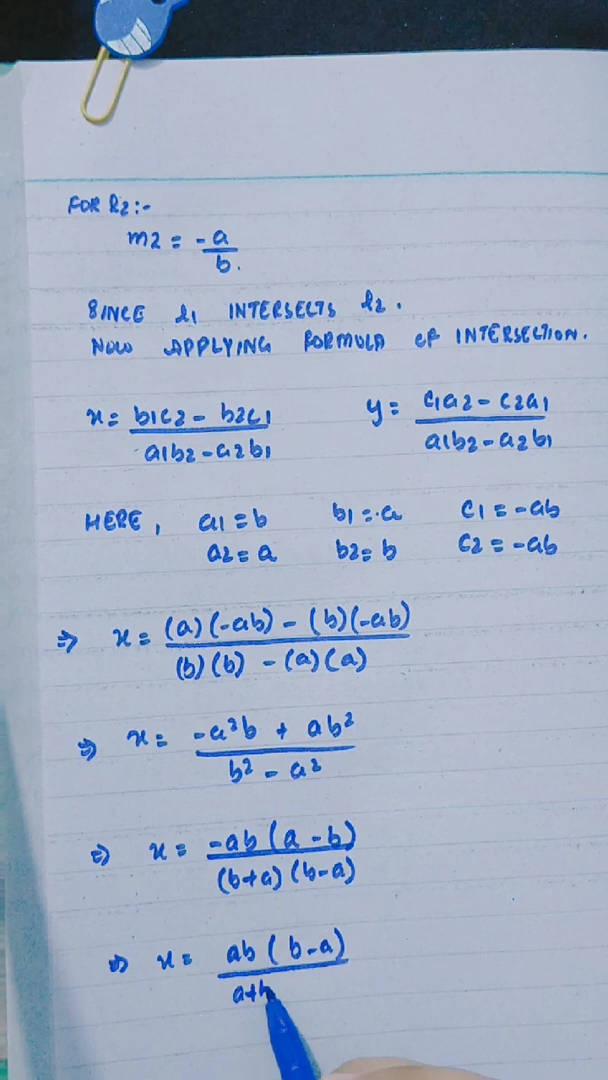 FOR l2:-
m2 = -a/b.
SINCE l1 INTERSECTS l2.
NOW APPLYING FORMULA OF INTERSECTION.
x = b1c2 - b2c1 / a1b2 - a2b1 y = c1a2 - c2a1 / a1b2 - a2b1
HERE, a1 = b b1 = a c1 = -ab
a2 = a b2 = b c2 = -ab
⇒ x = (a)(-ab) - (b)(-ab) / (b)(b) - (a)(a)
⇒ x = -a²b + ab² / b² - a²
⇒ x = -ab(a - b) / (b+a)(b-a)
⇒ x = ab(b-a) / a+b